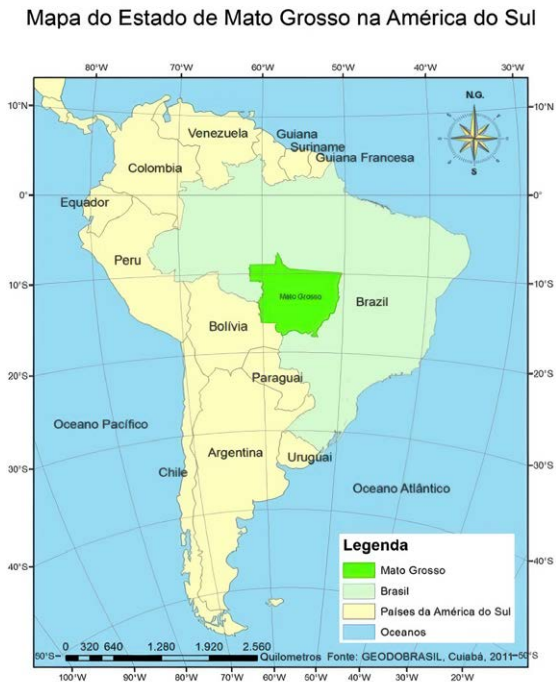 Mapa do Estado de Mato Grosso na América do Sul
80°W 70°W 60°W 50°W 40°W 30°W
N.G.
S
10°N 10°N
0° 0°
10°S 10°S
20°S 20°S
30°S 30°S
40°S 40°S
50°S 50°S
Venezuela
Guiana
Suriname
Guiana Francesa
Colombia
Equador
Peru
Mato Grosso
Brazil
Bolívia
Paraguai
Oceano Pacífico
Argentina
Uruguai
Chile
Oceano Atlântico
Legenda
Mato Grosso
Brasil
Países da América do Sul
Oceanos
0 320 640 1.280 1.920 2.560
Quilometros Fonte: GEODOBRASIL, Cuiabá, 2011
100°W 90°W 80°W 70°W 60°W 50°W 40°W 30°W 20°W